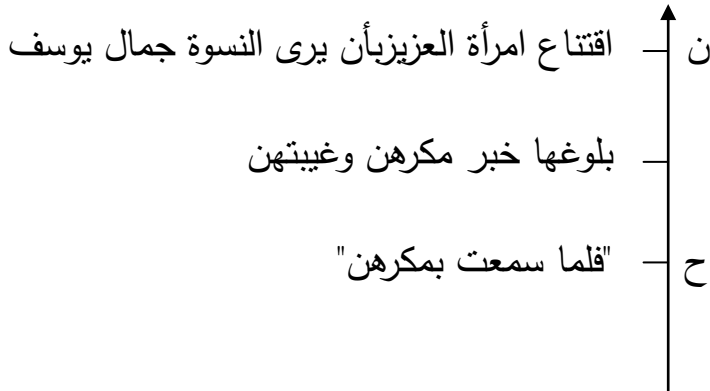 ن اقتناع امرأة العزيزبأن يرى النسوة جمال يوسف
بلوغها خبر مكرهن وغيبتهن
ح "فلما سمعت بمكرهن"